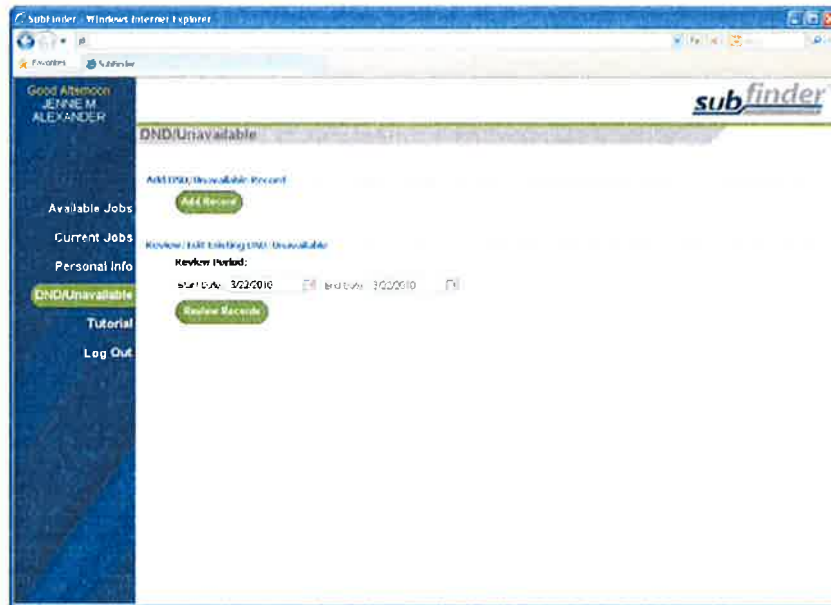 SubFinder - Windows Internet Explorer
Favorites SubFinder
Good Afternoon
JENNIE M.
ALEXANDER
subfinder
DND/Unavailable
Add DND/Unavailable Record
Add Record
Available Jobs
Current Jobs
Review/Edit Existing DND/Unavailable
Personal Info
Review Period:
DND/Unavailable
Start Date 3/22/2010 End Date 3/22/2010
Review Records
Tutorial
Log Out